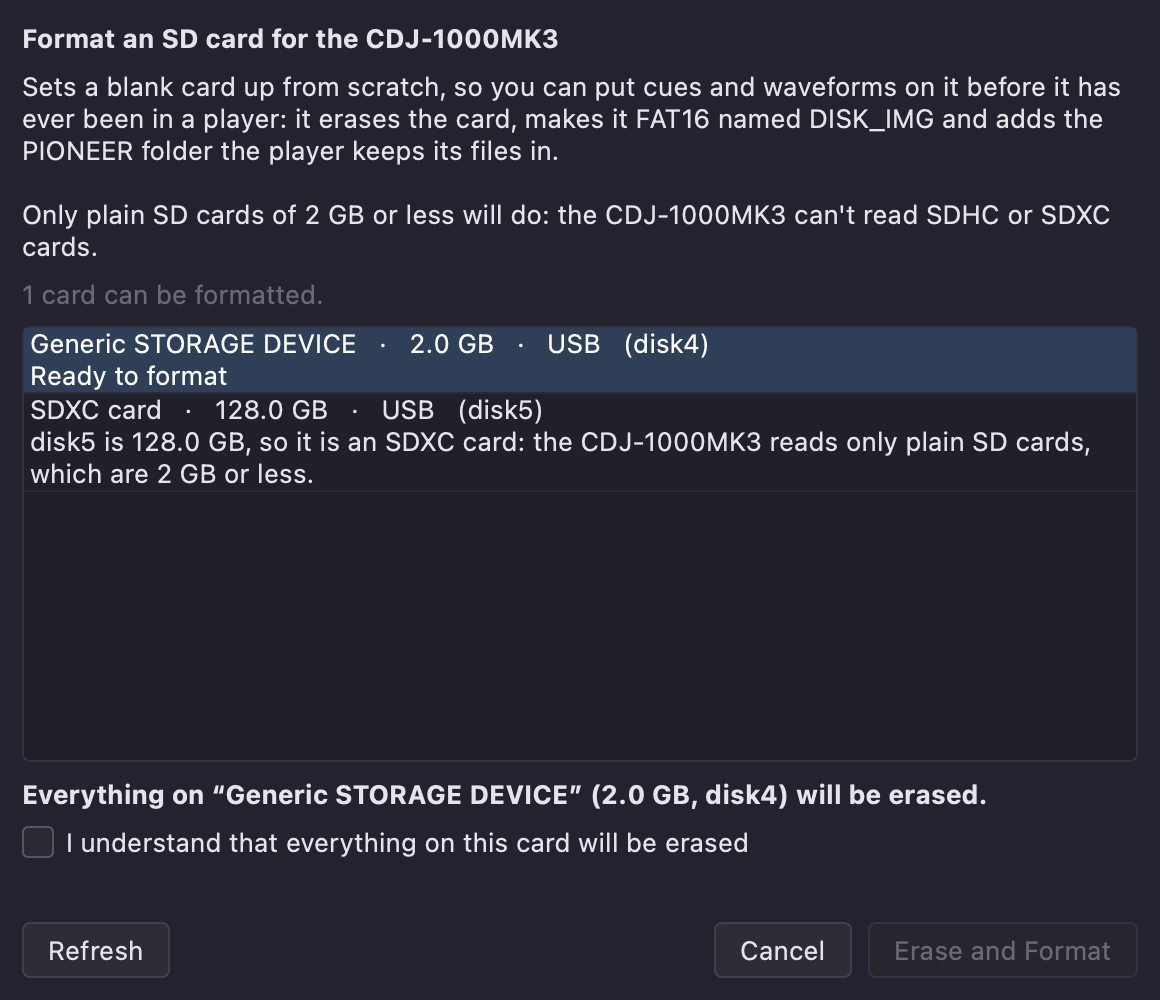 Format an SD card for the CDJ-1000MK3
Sets a blank card up from scratch, so you can put cues and waveforms on it before it has
ever been in a player: it erases the card, makes it FAT16 named DISK_IMG and adds the
PIONEER folder the player keeps its files in.
Only plain SD cards of 2 GB or less will do: the CDJ-1000MK3 can't read SDHC or SDXC
cards.
1 card can be formatted.
Generic STORAGE DEVICE · 2.0 GB · USB (disk4)
Ready to format
SDXC card · 128.0 GB · USB (disk5)
disk5 is 128.0 GB, so it is an SDXC card: the CDJ-1000MK3 reads only plain SD cards,
which are 2 GB or less.
Everything on “Generic STORAGE DEVICE” (2.0 GB, disk4) will be erased.
I understand that everything on this card will be erased
Refresh
Cancel
Erase and Format